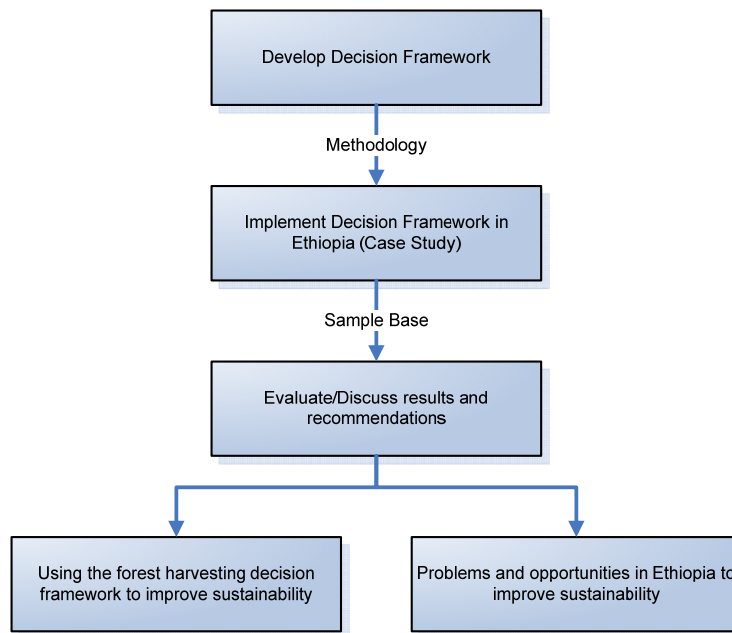 Develop Decision Framework
Methodology
Implement Decision Framework in
Ethiopia (Case Study)
Sample Base
Evaluate/Discuss results and
recommendations
Using the forest harvesting decision
framework to improve sustainability
Problems and opportunities in Ethiopia to
improve sustainability